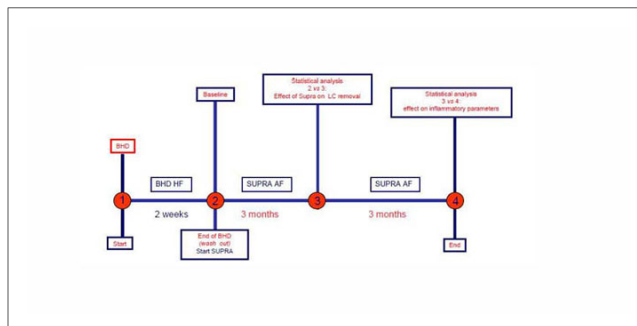 Statistical analysis
2 vs 3:
Effect of Supra on LC removal
Statistical analysis
3 vs 4:
effect on inflammatory parameters
Baseline
BHD
BHD HF
SUPRA AF
SUPRA AF
1
2
3
4
2 weeks
3 months
3 months
Start
End of BHD
(wash out)
Start SUPRA
End